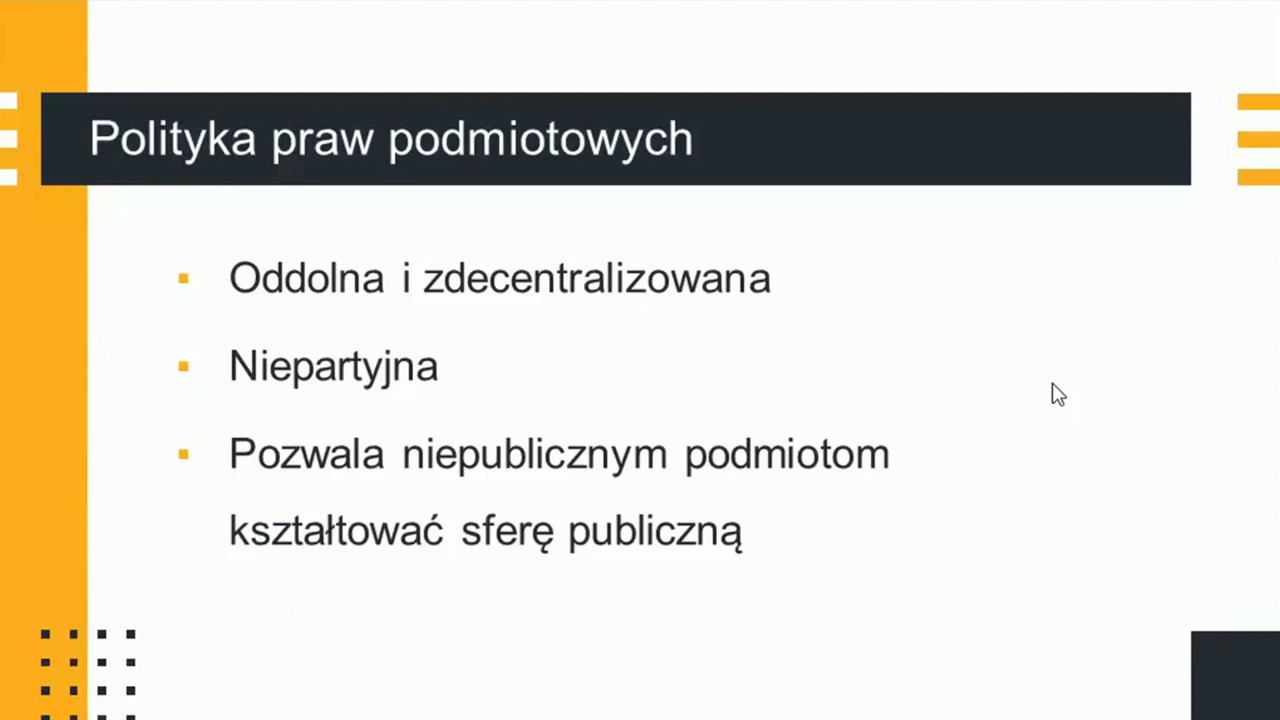 Polityka praw podmiotowych
▪ Oddolna i zdecentralizowana
▪ Niepartyjna
▪ Pozwala niepublicznym podmiotom
kształtować sferę publiczną